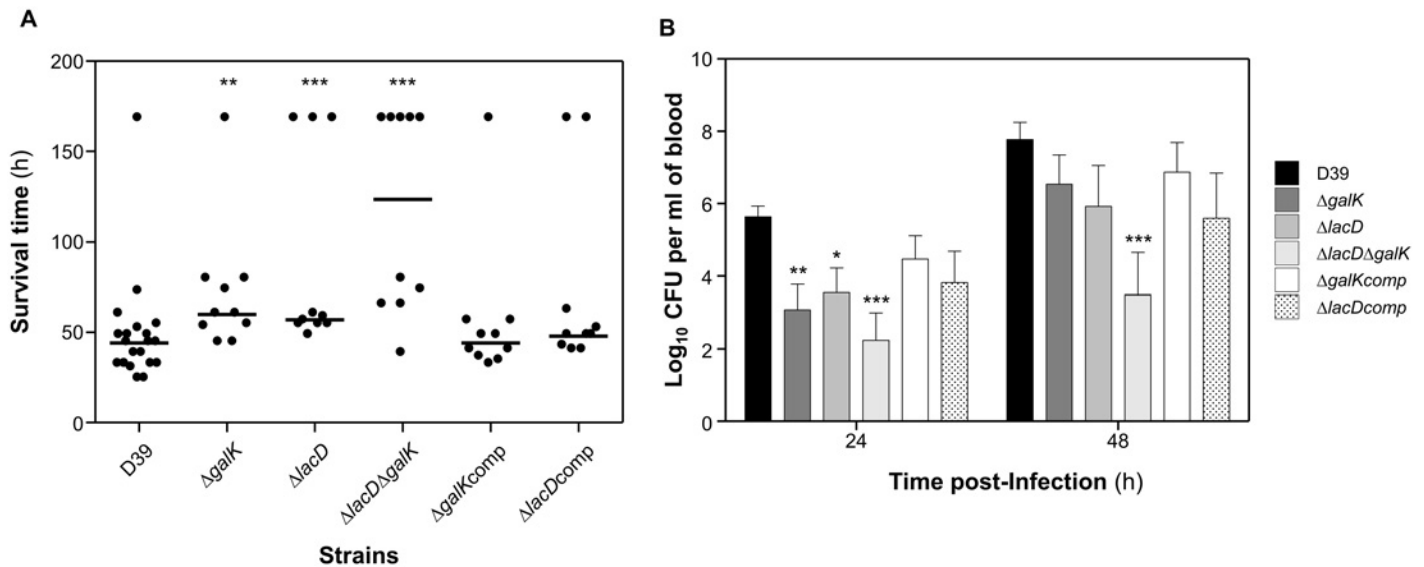 A
Survival time (h)
200
150
100
50
0
** *** ***
D39
ΔgalK
ΔlacD
ΔlacDΔgalK
ΔgalKcomp
ΔlacDcomp
Strains
B
Log10 CFU per ml of blood
10
8
6
4
2
0
** * *** ***
24 48
Time post-Infection (h)
D39
ΔgalK
ΔlacD
ΔlacDΔgalK
ΔgalKcomp
ΔlacDcomp